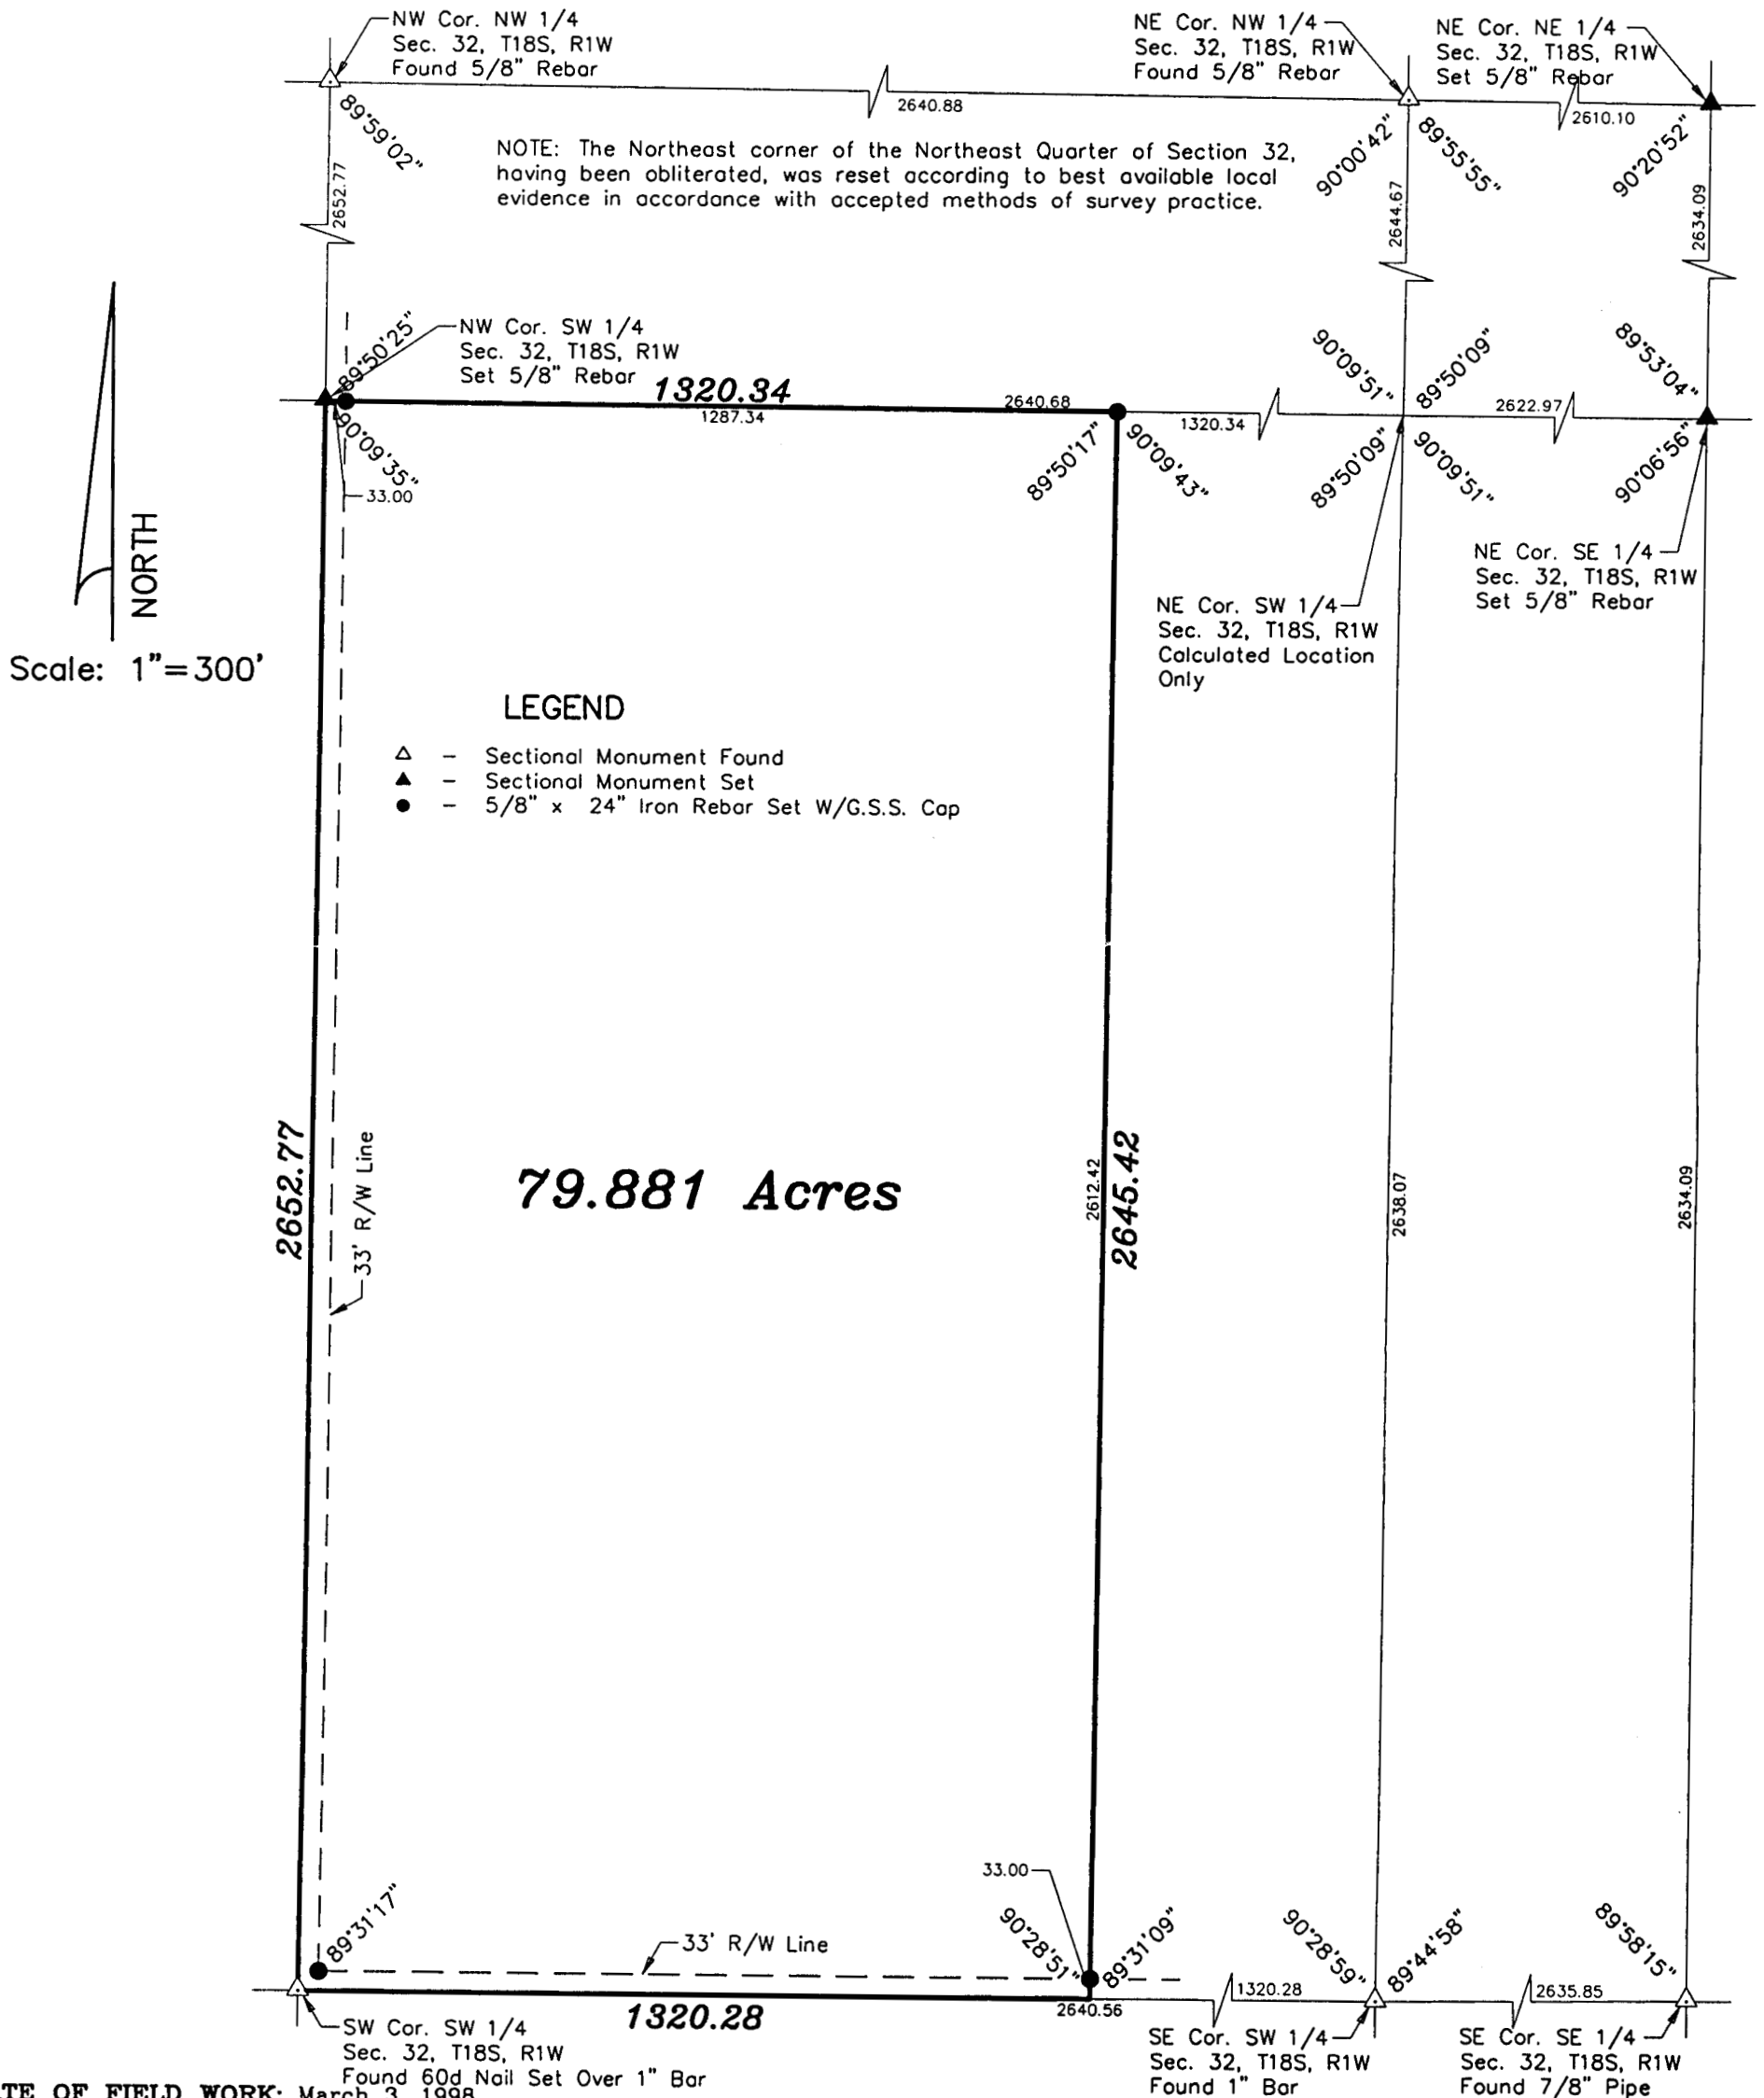 NW Cor. NW 1/4
Sec. 32, T18S, R1W
Found 5/8" Rebar
NE Cor. NW 1/4
Sec. 32, T18S, R1W
Found 5/8" Rebar
NE Cor. NE 1/4
Sec. 32, T18S, R1W
Set 5/8" Rebar
2640.88
2610.10
89°59'02"
90°00'42"
89°55'55"
90°20'52"
NOTE: The Northeast corner of the Northeast Quarter of Section 32,
having been obliterated, was reset according to best available local
evidence in accordance with accepted methods of survey practice.
2652.77
2644.67
2634.09
NORTH
Scale: 1"=300'
89°50'25"
NW Cor. SW 1/4
Sec. 32, T18S, R1W
Set 5/8" Rebar
1320.34
1287.34
2640.68
1320.34
90°09'51"
89°50'09"
2622.97
89°53'04"
90°09'35"
33.00
89°50'17"
90°09'43"
89°50'09"
90°09'51"
90°06'56"
NE Cor. SE 1/4
Sec. 32, T18S, R1W
Set 5/8" Rebar
NE Cor. SW 1/4
Sec. 32, T18S, R1W
Calculated Location
Only
LEGEND
△ – Sectional Monument Found
▲ – Sectional Monument Set
● – 5/8" x 24" Iron Rebar Set W/G.S.S. Cap
2652.77
33' R/W Line
79.881 Acres
2612.42
2645.42
2638.07
2634.09
89°31'17"
33.00
33' R/W Line
90°28'51"
89°31'09"
90°28'59"
89°44'58"
89°58'15"
1320.28
2640.56
1320.28
2635.85
SW Cor. SW 1/4
Sec. 32, T18S, R1W
Found 60d Nail Set Over 1" Bar
SE Cor. SW 1/4
Sec. 32, T18S, R1W
Found 1" Bar
SE Cor. SE 1/4
Sec. 32, T18S, R1W
Found 7/8" Pipe
TE OF FIELD WORK: March 3, 1998